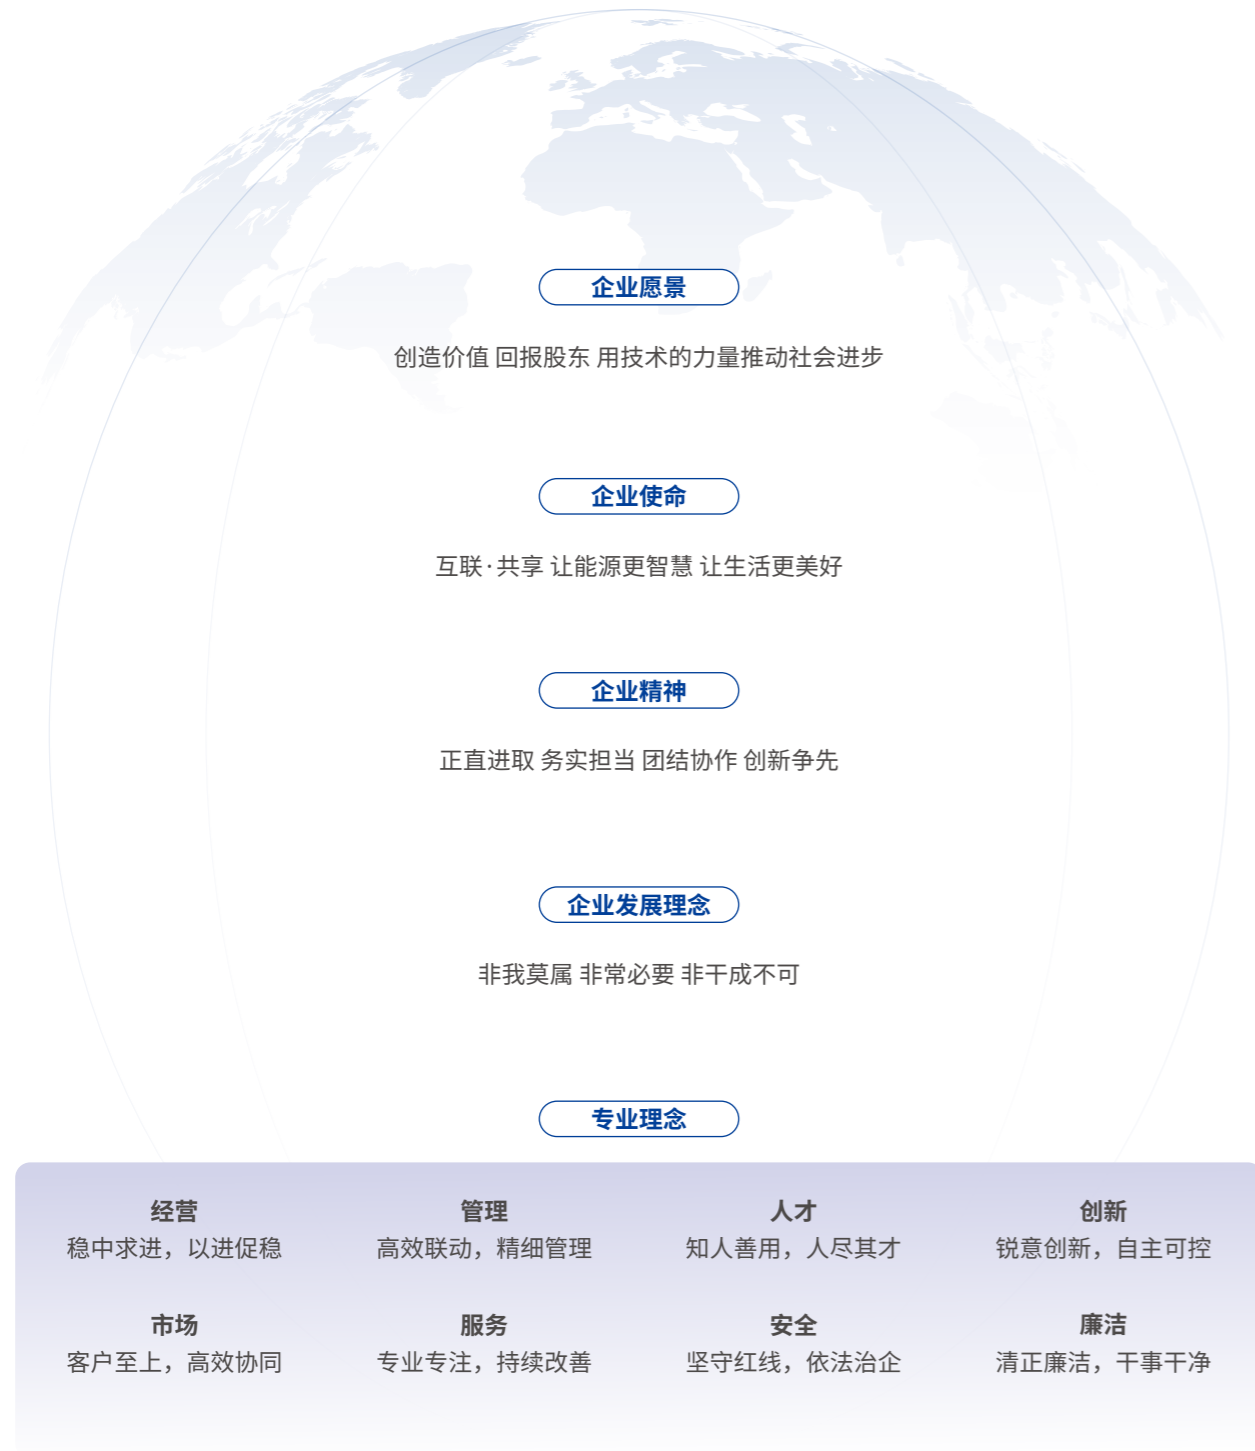 企业愿景
创造价值 回报股东 用技术的力量推动社会进步
企业使命
互联·共享 让能源更智慧 让生活更美好
企业精神
正直进取 务实担当 团结协作 创新争先
企业发展理念
非我莫属 非常必要 非干成不可
专业理念
经营
稳中求进，以进促稳
管理
高效联动，精细管理
人才
知人善用，人尽其才
创新
锐意创新，自主可控
市场
客户至上，高效协同
服务
专业专注，持续改善
安全
坚守红线，依法治企
廉洁
清正廉洁，干事干净